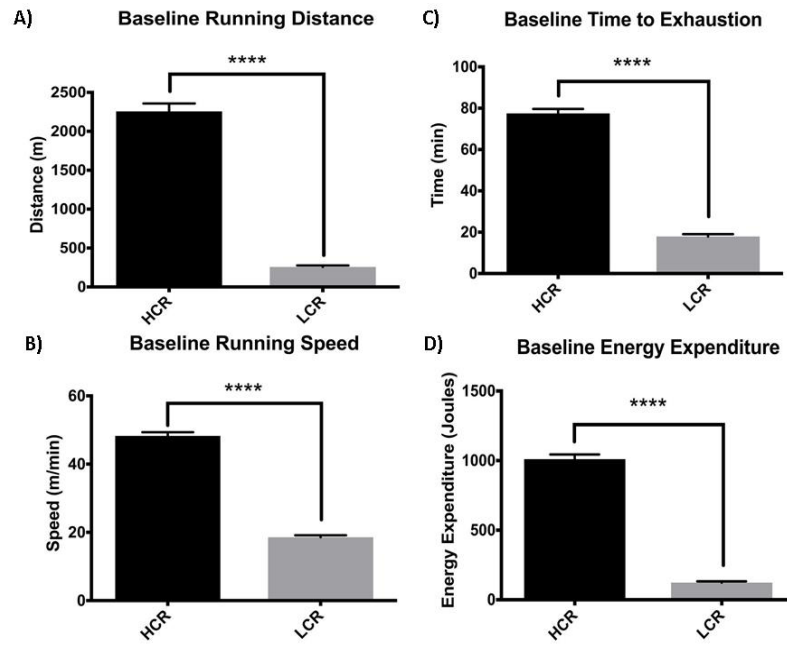 A)
Baseline Running Distance
****
Distance (m)
2500
2000
1500
1000
500
0
HCR
LCR
B)
Baseline Running Speed
****
Speed (m/min)
60
40
20
0
HCR
LCR
C)
Baseline Time to Exhaustion
****
Time (min)
100
80
60
40
20
0
HCR
LCR
D)
Baseline Energy Expenditure
****
Energy Expenditure (Joules)
1500
1000
500
0
HCR
LCR